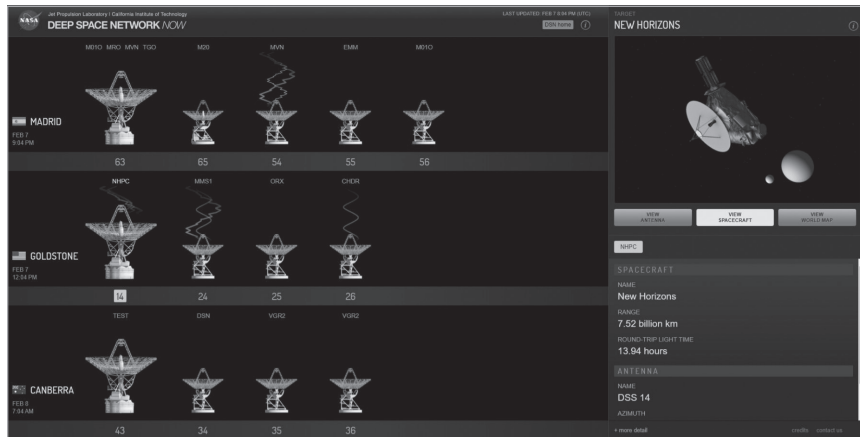 NASA
Jet Propulsion Laboratory | California Institute of Technology
DEEP SPACE NETWORK NOW
LAST UPDATED: FEB 7 9:04 PM (UTC)
DSN home
M01O MRO MVN TGO
M20
MVN
EMM
M01O
MADRID
FEB 7
9:04 PM
63
65
54
55
56
NHPC
MMS1
ORX
CHDR
GOLDSTONE
FEB 7
12:04 PM
14
24
25
26
TEST
DSN
VGR2
VGR2
CANBERRA
FEB 8
7:04 AM
43
34
35
36
TARGET
NEW HORIZONS
i
VIEW
ANTENNA
VIEW
SPACECRAFT
VIEW
WORLD MAP
NHPC
SPACECRAFT
NAME
New Horizons
RANGE
7.52 billion km
ROUND-TRIP LIGHT TIME
13.94 hours
ANTENNA
NAME
DSS 14
AZIMUTH
+ more detail
credits
contact us